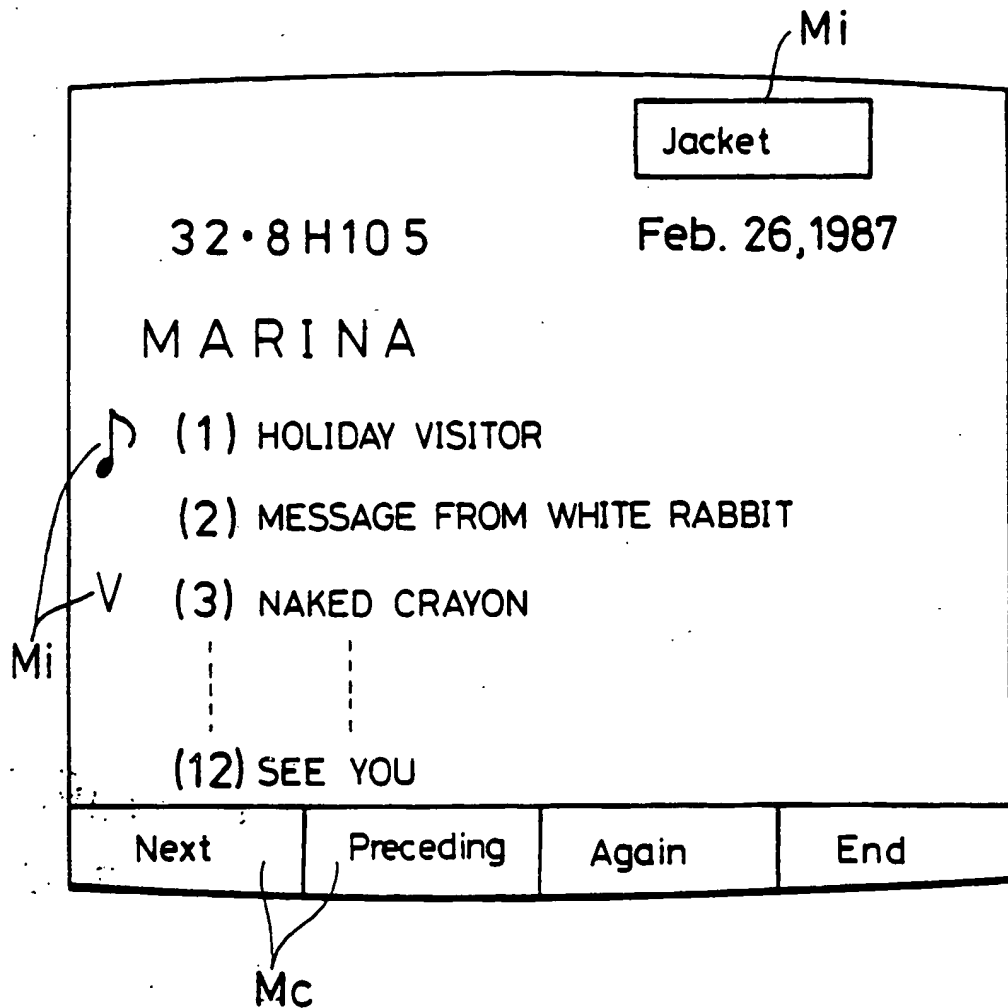 Mi
Jacket
32・8H105 Feb. 26,1987
MARINA
(1) HOLIDAY VISITOR
(2) MESSAGE FROM WHITE RABBIT
V (3) NAKED CRAYON
Mi
(12) SEE YOU
Next Preceding Again End
Mc